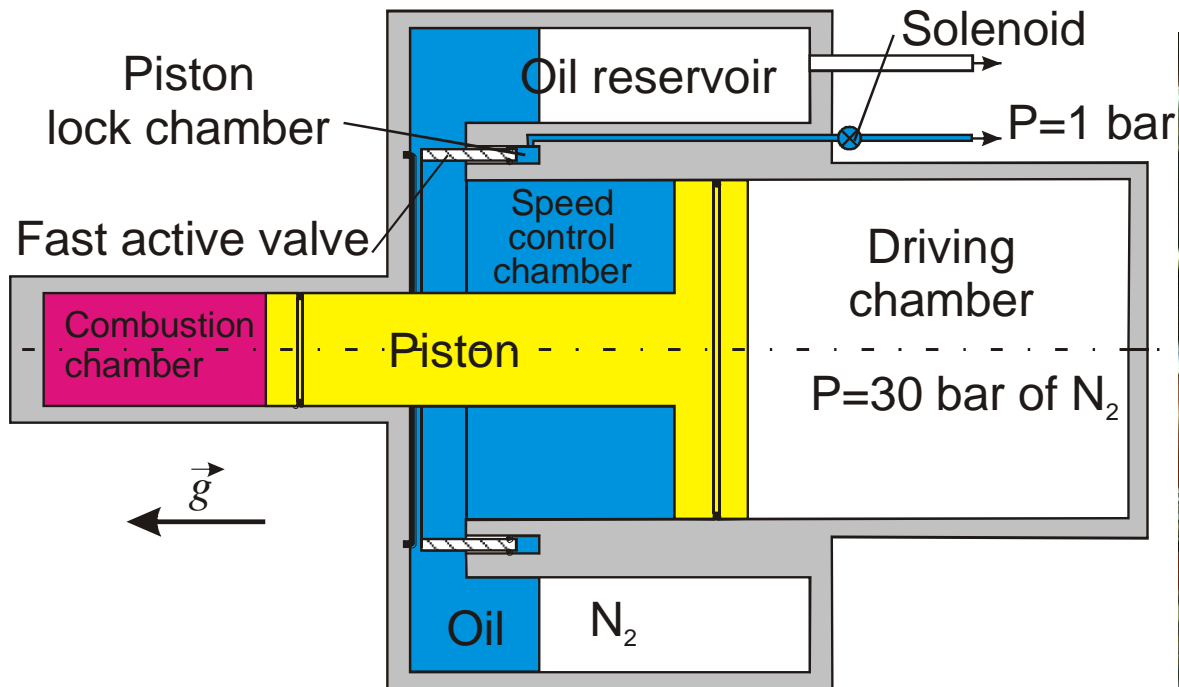 Solenoid
Piston
lock chamber
Oil reservoir
P=1 bar
Fast active valve
Speed
control
chamber
Driving
chamber
Combustion
chamber
Piston
P=30 bar of N₂
g
Oil
N₂